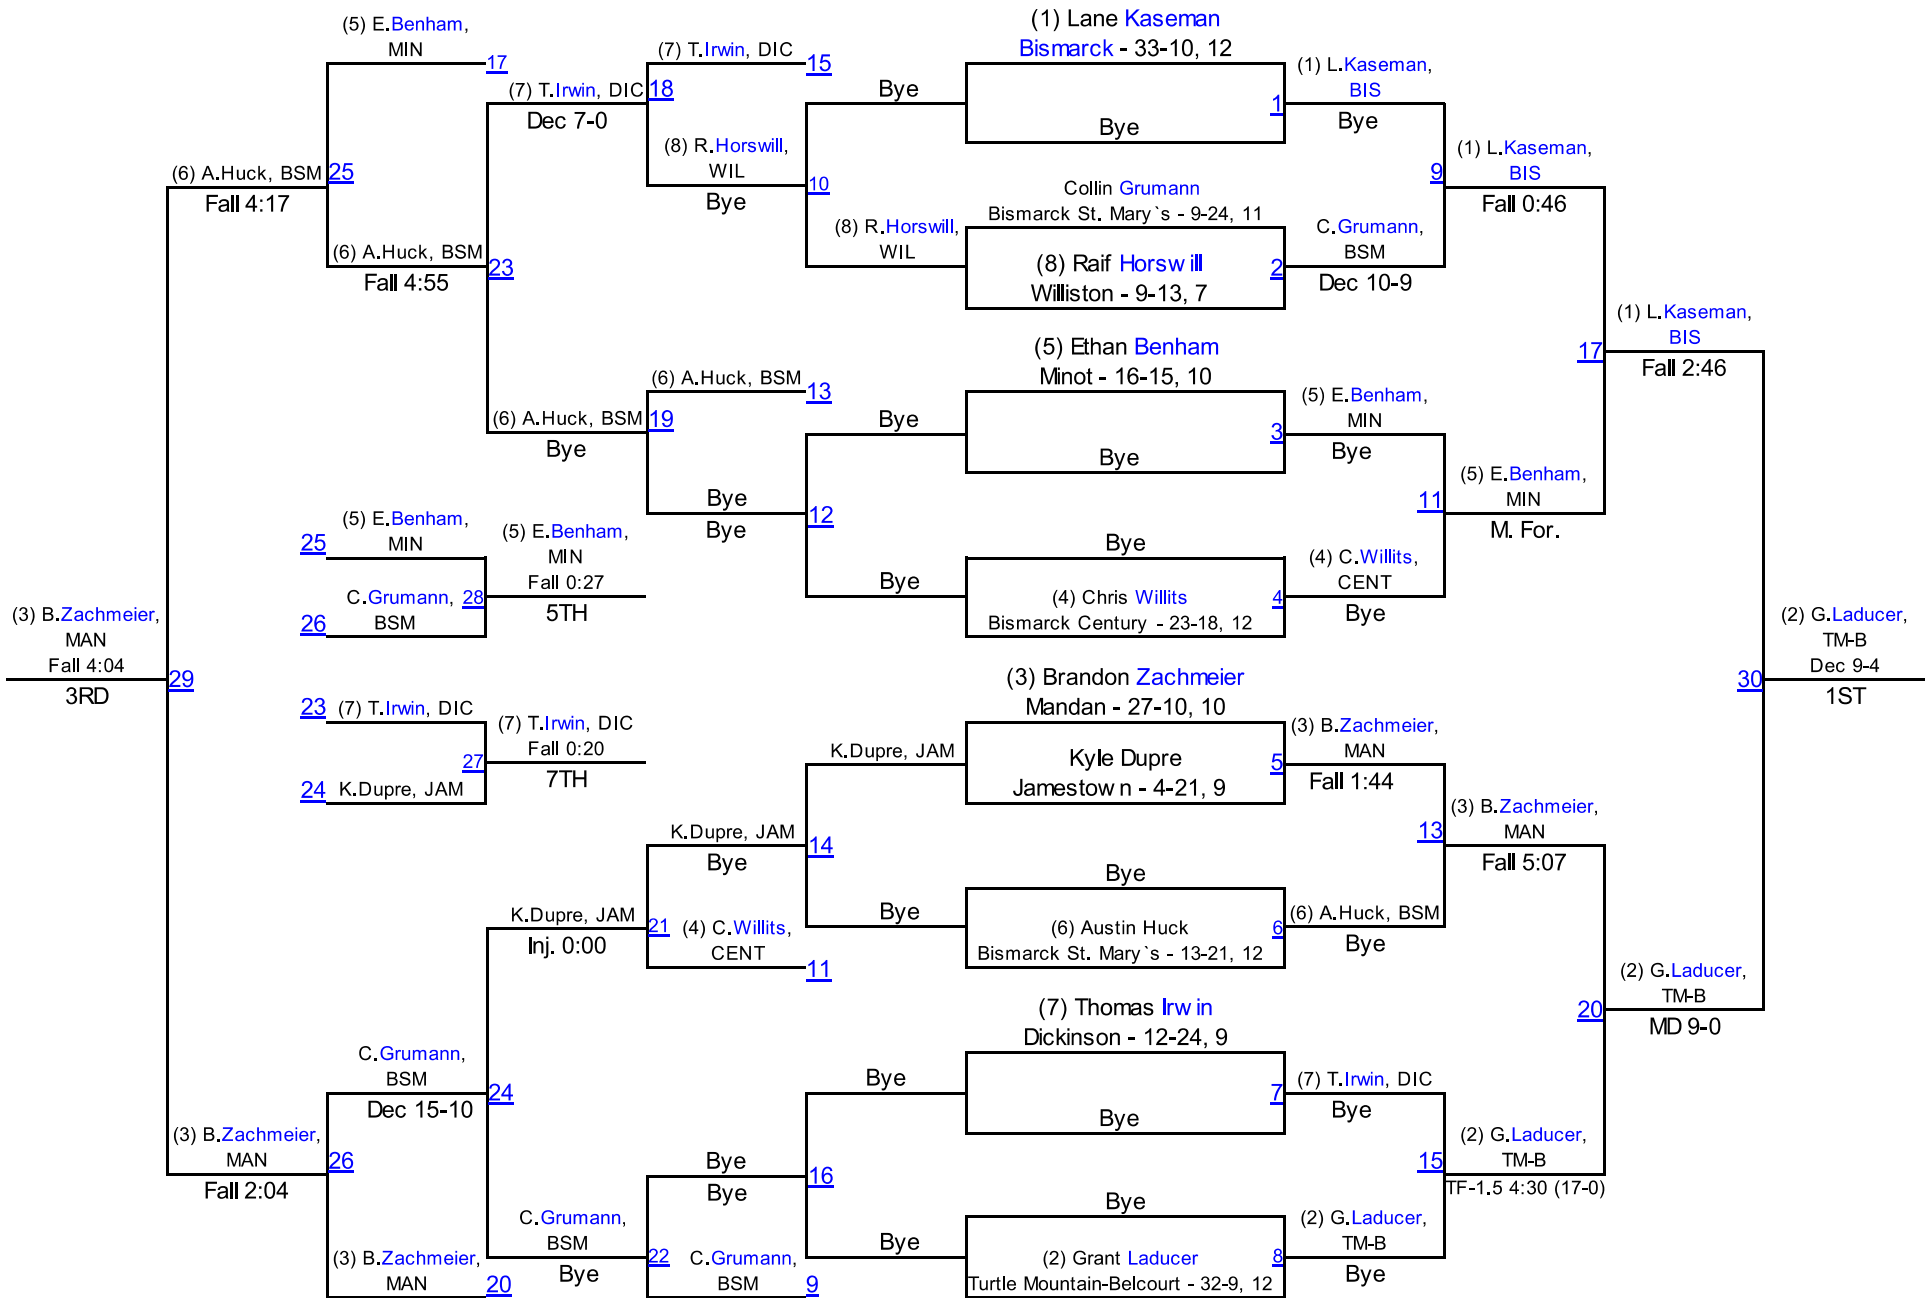 (5) E.Benham,
MIN
17
(7) T.Irwin, DIC
15
(7) T.Irwin, DIC
18
Dec 7-0
(8) R.Horswill,
WIL
Bye
10
(6) A.Huck, BSM
25
Fall 4:17
(6) A.Huck, BSM
23
Fall 4:55
(6) A.Huck, BSM
13
(6) A.Huck, BSM
19
Bye
Bye
Bye
12
(5) E.Benham,
MIN
25
(5) E.Benham,
MIN
Fall 0:27
5TH
C.Grumann,
BSM
28
26
(3) B.Zachmeier,
MAN
Fall 4:04
3RD
29
23
(7) T.Irwin, DIC
(7) T.Irwin, DIC
Fall 0:20
7TH
27
24
K.Dupre, JAM
K.Dupre, JAM
Bye
14
K.Dupre, JAM
Inj. 0:00
21
(4) C.Willits,
CENT
11
C.Grumann,
BSM
Dec 15-10
24
(3) B.Zachmeier,
MAN
Fall 2:04
26
Bye
Bye
16
C.Grumann,
BSM
Bye
22
C.Grumann,
BSM
9
(3) B.Zachmeier,
MAN
20
(1) Lane Kaseman
Bismarck - 33-10, 12
Bye
1
Bye
(1) L.Kaseman,
BIS
Bye
Collin Grumann
Bismarck St. Mary`s - 9-24, 11
(8) R.Horswill,
WIL
(8) Raif Horswill
Williston - 9-13, 7
2
C.Grumann,
BSM
Dec 10-9
9
(1) L.Kaseman,
BIS
Fall 0:46
(5) Ethan Benham
Minot - 16-15, 10
Bye
3
Bye
(5) E.Benham,
MIN
Bye
Bye
Bye
(4) Chris Willits
Bismarck Century - 23-18, 12
4
(4) C.Willits,
CENT
Bye
11
(5) E.Benham,
MIN
M. For.
17
(1) L.Kaseman,
BIS
Fall 2:46
(3) Brandon Zachmeier
Mandan - 27-10, 10
K.Dupre, JAM
Kyle Dupre
Jamestown - 4-21, 9
5
(3) B.Zachmeier,
MAN
Fall 1:44
Bye
Bye
(6) Austin Huck
Bismarck St. Mary`s - 13-21, 12
6
(6) A.Huck, BSM
Bye
13
(3) B.Zachmeier,
MAN
Fall 5:07
(7) Thomas Irwin
Dickinson - 12-24, 9
Bye
7
Bye
(7) T.Irwin, DIC
Bye
Bye
Bye
(2) Grant Laducer
Turtle Mountain-Belcourt - 32-9, 12
8
(2) G.Laducer,
TM-B
Bye
15
(2) G.Laducer,
TM-B
TF-1.5 4:30 (17-0)
20
(2) G.Laducer,
TM-B
MD 9-0
30
(2) G.Laducer,
TM-B
Dec 9-4
1ST